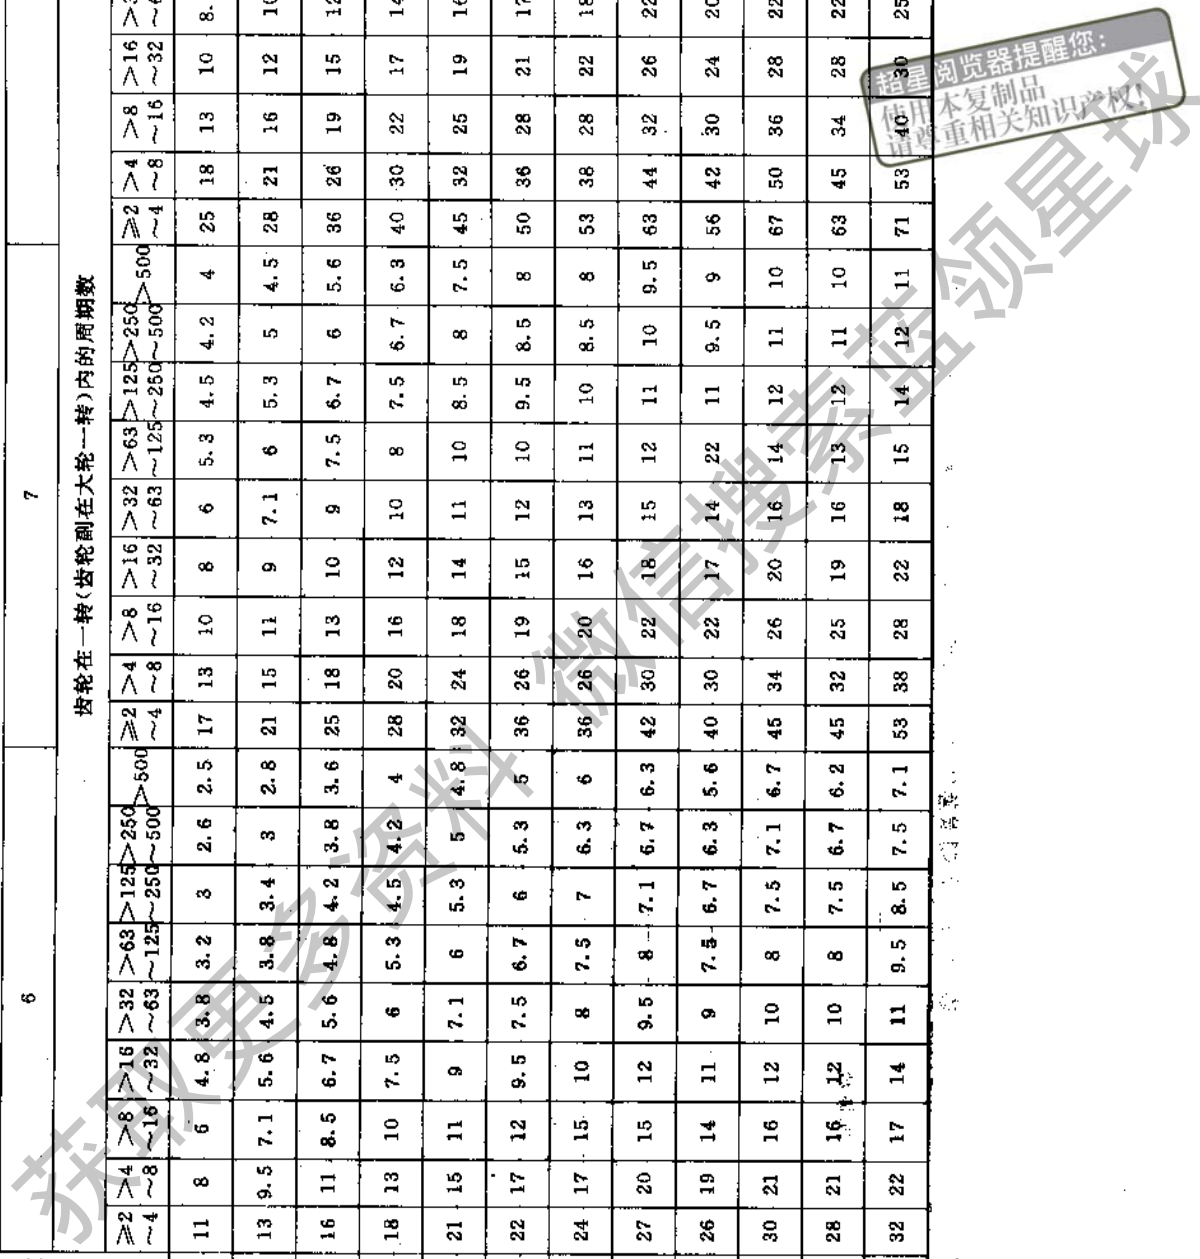 6 7
齿轮在一转(齿轮副在大轮一转)内的周期数
≥2 >4 >8 >16 >32 >63 >125 >250 >500 ≥2 >4 >8 >16 >32 >63 >125 >250 >500 ≥2 >4 >8 >16
~4 ~8 ~16 ~32 ~63 ~125 ~250 ~500 ~4 ~8 ~16 ~32 ~63 ~125 ~250 ~500 ~4 ~8 ~16 ~32
11 8 6 4.8 3.8 3.2 3 2.6 2.5 17 13 10 8 6 5.3 4.5 4.2 4 25 18 13 10
13 9.5 7.1 5.6 4.5 3.8 3.4 3 2.8 21 15 11 9 7.1 6 5.3 5 4.5 28 21 16 12
16 11 8.5 6.7 5.6 4.8 4.2 3.8 3.6 25 18 13 10 9 7.5 6.7 6 5.6 36 26 19 15
18 13 10 7.5 6 5.3 4.5 4.2 4 28 20 16 12 10 8 7.5 6.7 6.3 40 30 22 17 14
21 15 11 9 7.1 6 5.3 5 4.8 32 24 18 14 11 10 8.5 8 7.5 45 32 25 19 16
22 17 12 9.5 7.5 6.7 6 5.3 5 36 26 19 15 12 10 9.5 8.5 8 50 36 28 21 17
24 17 15 10 8 7.5 7 6.3 6 36 26 20 16 13 11 10 8.5 8 53 38 28 22 18
27 20 15 12 9.5 8 7.1 6.7 6.3 42 30 22 18 15 12 11 10 9.5 63 44 32 26 22
26 19 14 11 9 7.5 6.7 6.3 5.6 40 30 22 17 14 22 11 9.5 9 56 42 30 24 20
30 21 16 12 10 8 7.5 7.1 6.7 45 34 26 20 16 14 12 11 10 67 50 36 28 22
28 21 16 12 10 8 7.5 6.7 6.2 45 32 25 19 16 13 12 11 10 63 45 34 28 22
32 22 17 14 11 9.5 8.5 7.5 7.1 53 38 28 22 18 15 14 12 11 71 53 40 30 25
超星阅览器提醒您:
使用本复制品
请尊重相关知识产权!
获取更多资料 微信搜索蓝领星球